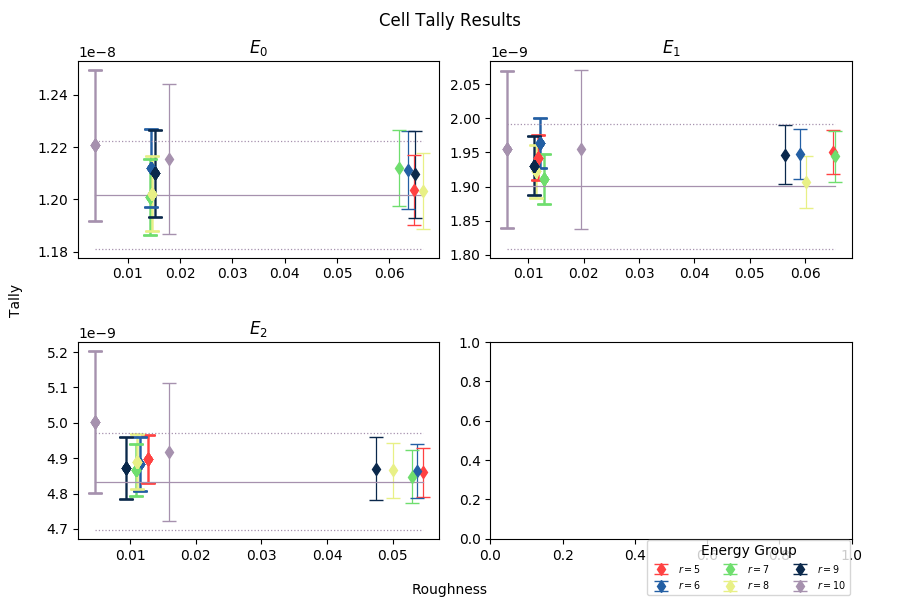 Cell Tally Results
1e−8
E_0
1.24
1.22
1.20
1.18
0.01 0.02 0.03 0.04 0.05 0.06
1e−9
E_1
2.05
2.00
1.95
1.90
1.85
1.80
0.01 0.02 0.03 0.04 0.05 0.06
Tally
1e−9
E_2
5.2
5.1
5.0
4.9
4.8
4.7
0.01 0.02 0.03 0.04 0.05
1.0
0.8
0.6
0.4
0.2
0.0
0.0 0.2 0.4 0.6 0.8 1.0
Roughness
Energy Group
r = 5 r = 7 r = 9
r = 6 r = 8 r = 10